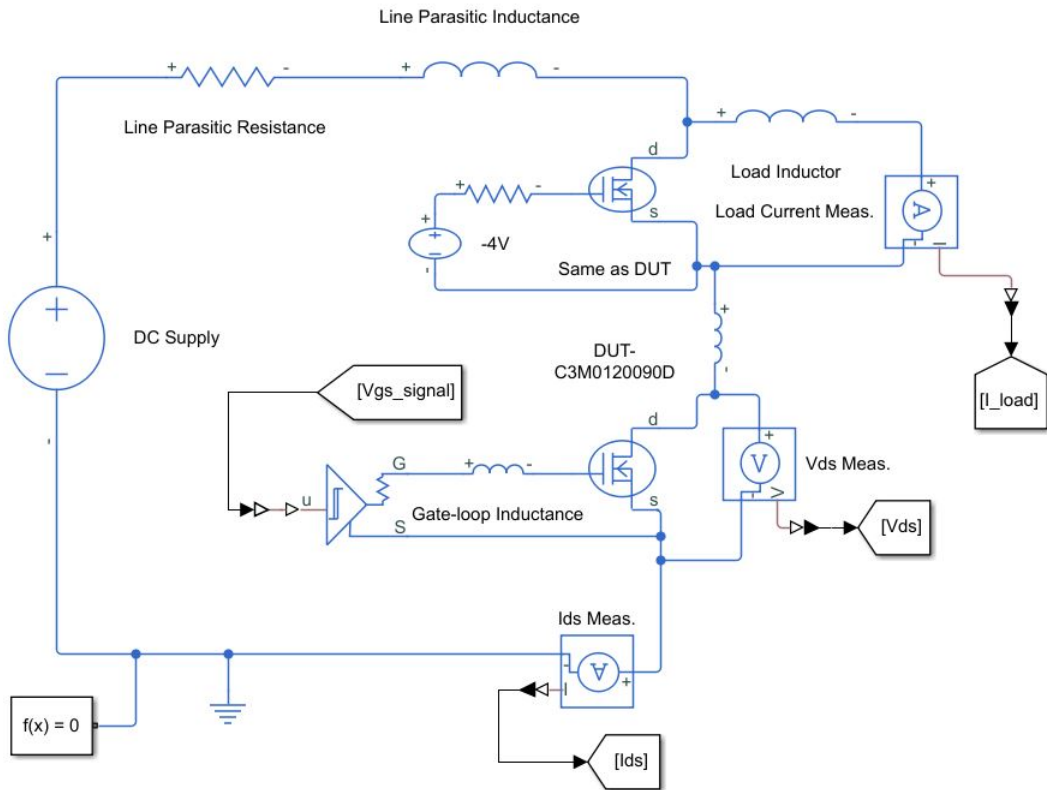 Line Parasitic Inductance
+ - + -
Line Parasitic Resistance
+ -
d
Load Inductor
+ -
Load Current Meas.
+
A
-
I
s
+
+
-
-4V
Same as DUT
+
+
DC Supply
-
-
DUT-
C3M0120090D
[Vgs_signal]
[I_load]
d
+
V
Vds Meas.
-
V
G
+ -
u
s
Gate-loop Inductance
S
[Vds]
Ids Meas.
-
A
+
I
f(x) = 0
[Ids]